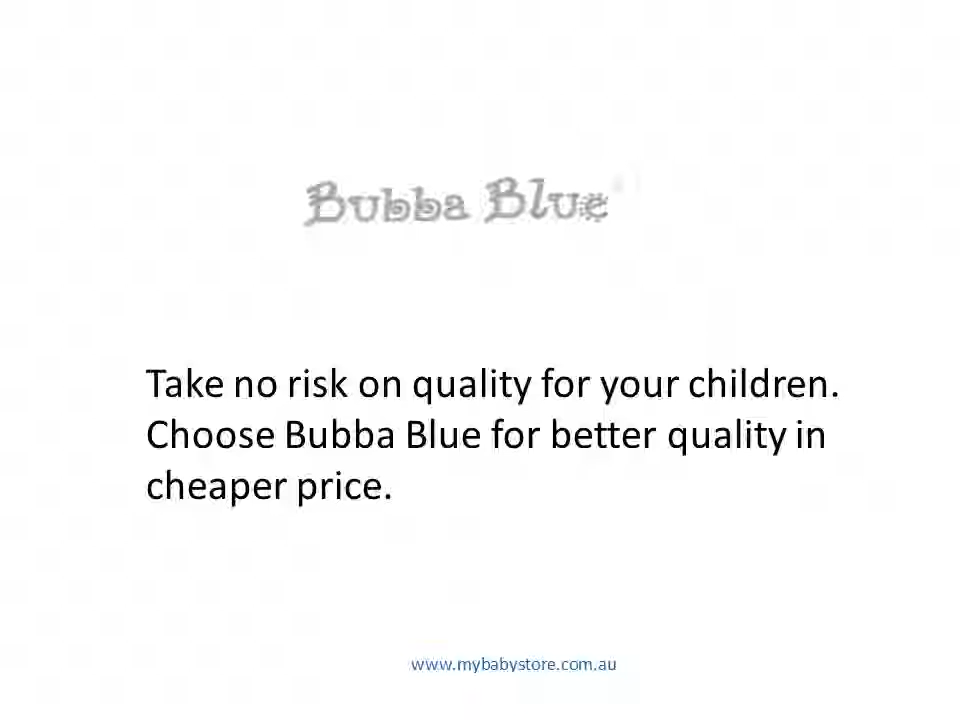 Bubba Blue
Take no risk on quality for your children.
Choose Bubba Blue for better quality in
cheaper price.
www.mybabystore.com.au